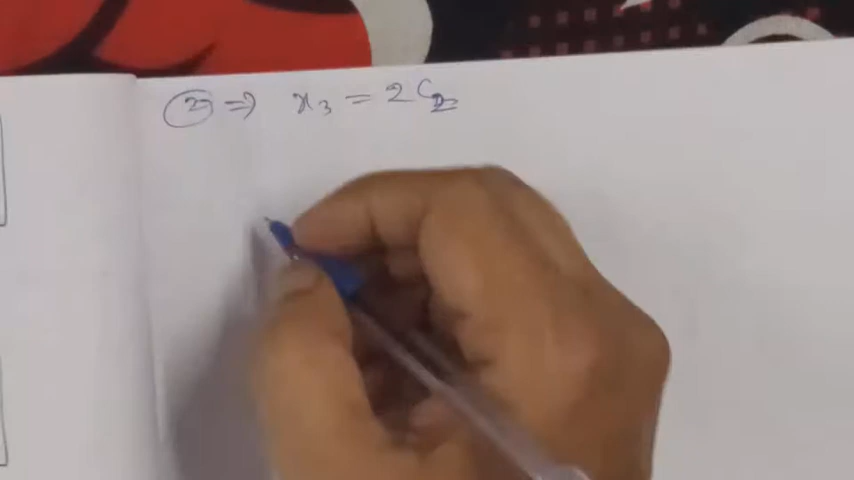 ② ⇒ x₃ = 2C₂